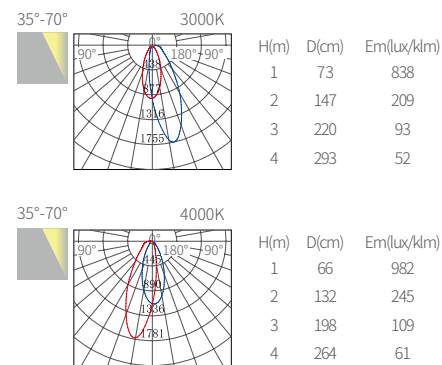 35°-70° 3000K
90° 0° 180° 90°
438
877
1316
1755
H(m) D(cm) Em(lux/klm)
1 73 838
2 147 209
3 220 93
4 293 52
35°-70° 4000K
90° 0° 180° 90°
445
890
1336
1781
H(m) D(cm) Em(lux/klm)
1 66 982
2 132 245
3 198 109
4 264 61